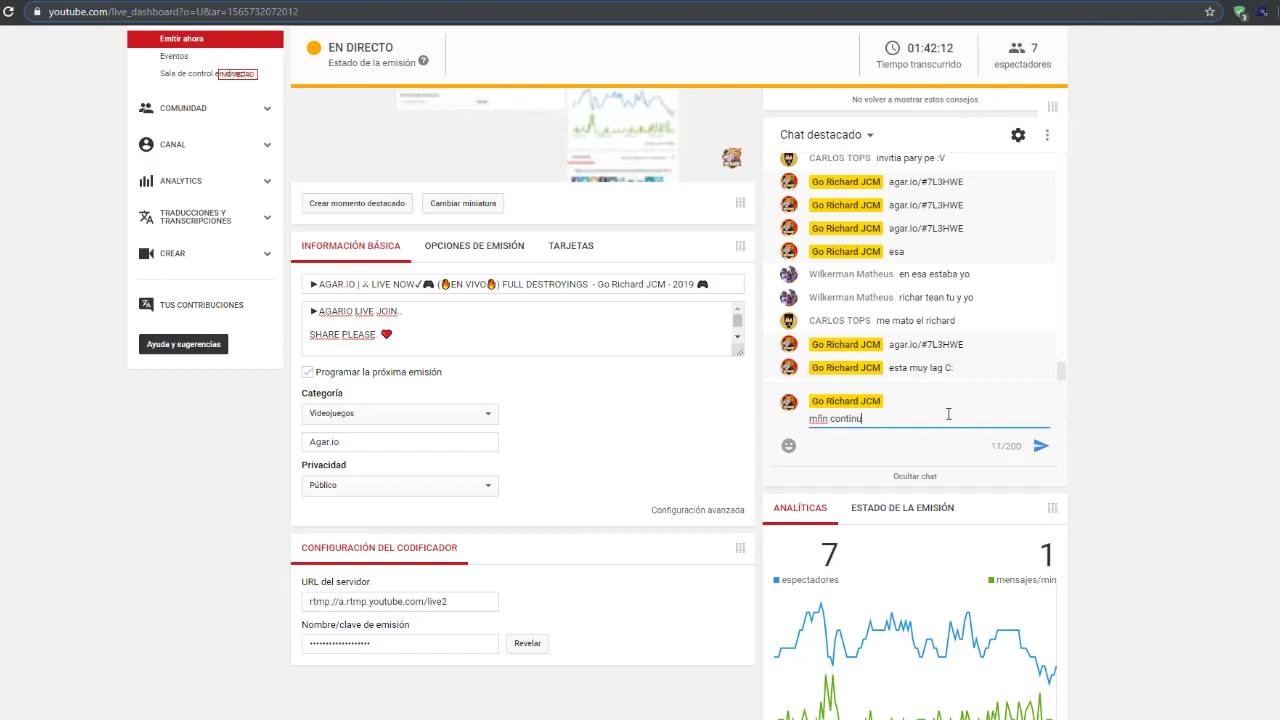 youtube.com/live_dashboard?o=U&ar=1565732072012
Emitir ahora
Eventos
Sala de control en directo
COMUNIDAD
CANAL
ANALYTICS
TRADUCCIONES Y
TRANSCRIPCIONES
CREAR
TUS CONTRIBUCIONES
Ayuda y sugerencias
EN DIRECTO
Estado de la emisión
01:42:12
Tiempo transcurrido
7
espectadores
Crear momento destacado
Cambiar miniatura
INFORMACIÓN BÁSICA
OPCIONES DE EMISIÓN
TARJETAS
►AGAR.IO | ⚔ LIVE NOW✓🎮 (🔥EN VIVO🔥) FULL DESTROYINGS - Go Richard JCM - 2019 🎮
►AGARIO LIVE JOIN..
SHARE PLEASE. ❤️
Programar la próxima emisión
Categoría
Videojuegos
Agar.io
Privacidad
Público
Configuración avanzada
CONFIGURACIÓN DEL CODIFICADOR
URL del servidor
rtmp://a.rtmp.youtube.com/live2
Nombre/clave de emisión
Revelar
No volver a mostrar estos consejos
Chat destacado
CARLOS TOPS invitia pary pe :V
Go Richard JCM agar.io/#7L3HWE
Go Richard JCM agar.io/#7L3HWE
Go Richard JCM agar.io/#7L3HWE
Go Richard JCM esa
Wilkerman Matheus en esa estaba yo
Wilkerman Matheus richar tean tu y yo
CARLOS TOPS me mato el richard
Go Richard JCM agar.io/#7L3HWE
Go Richard JCM esta muy lag C:
Go Richard JCM
mñn continu
11/200
Ocultar chat
ANALÍTICAS
ESTADO DE LA EMISIÓN
7
espectadores
1
mensajes/min